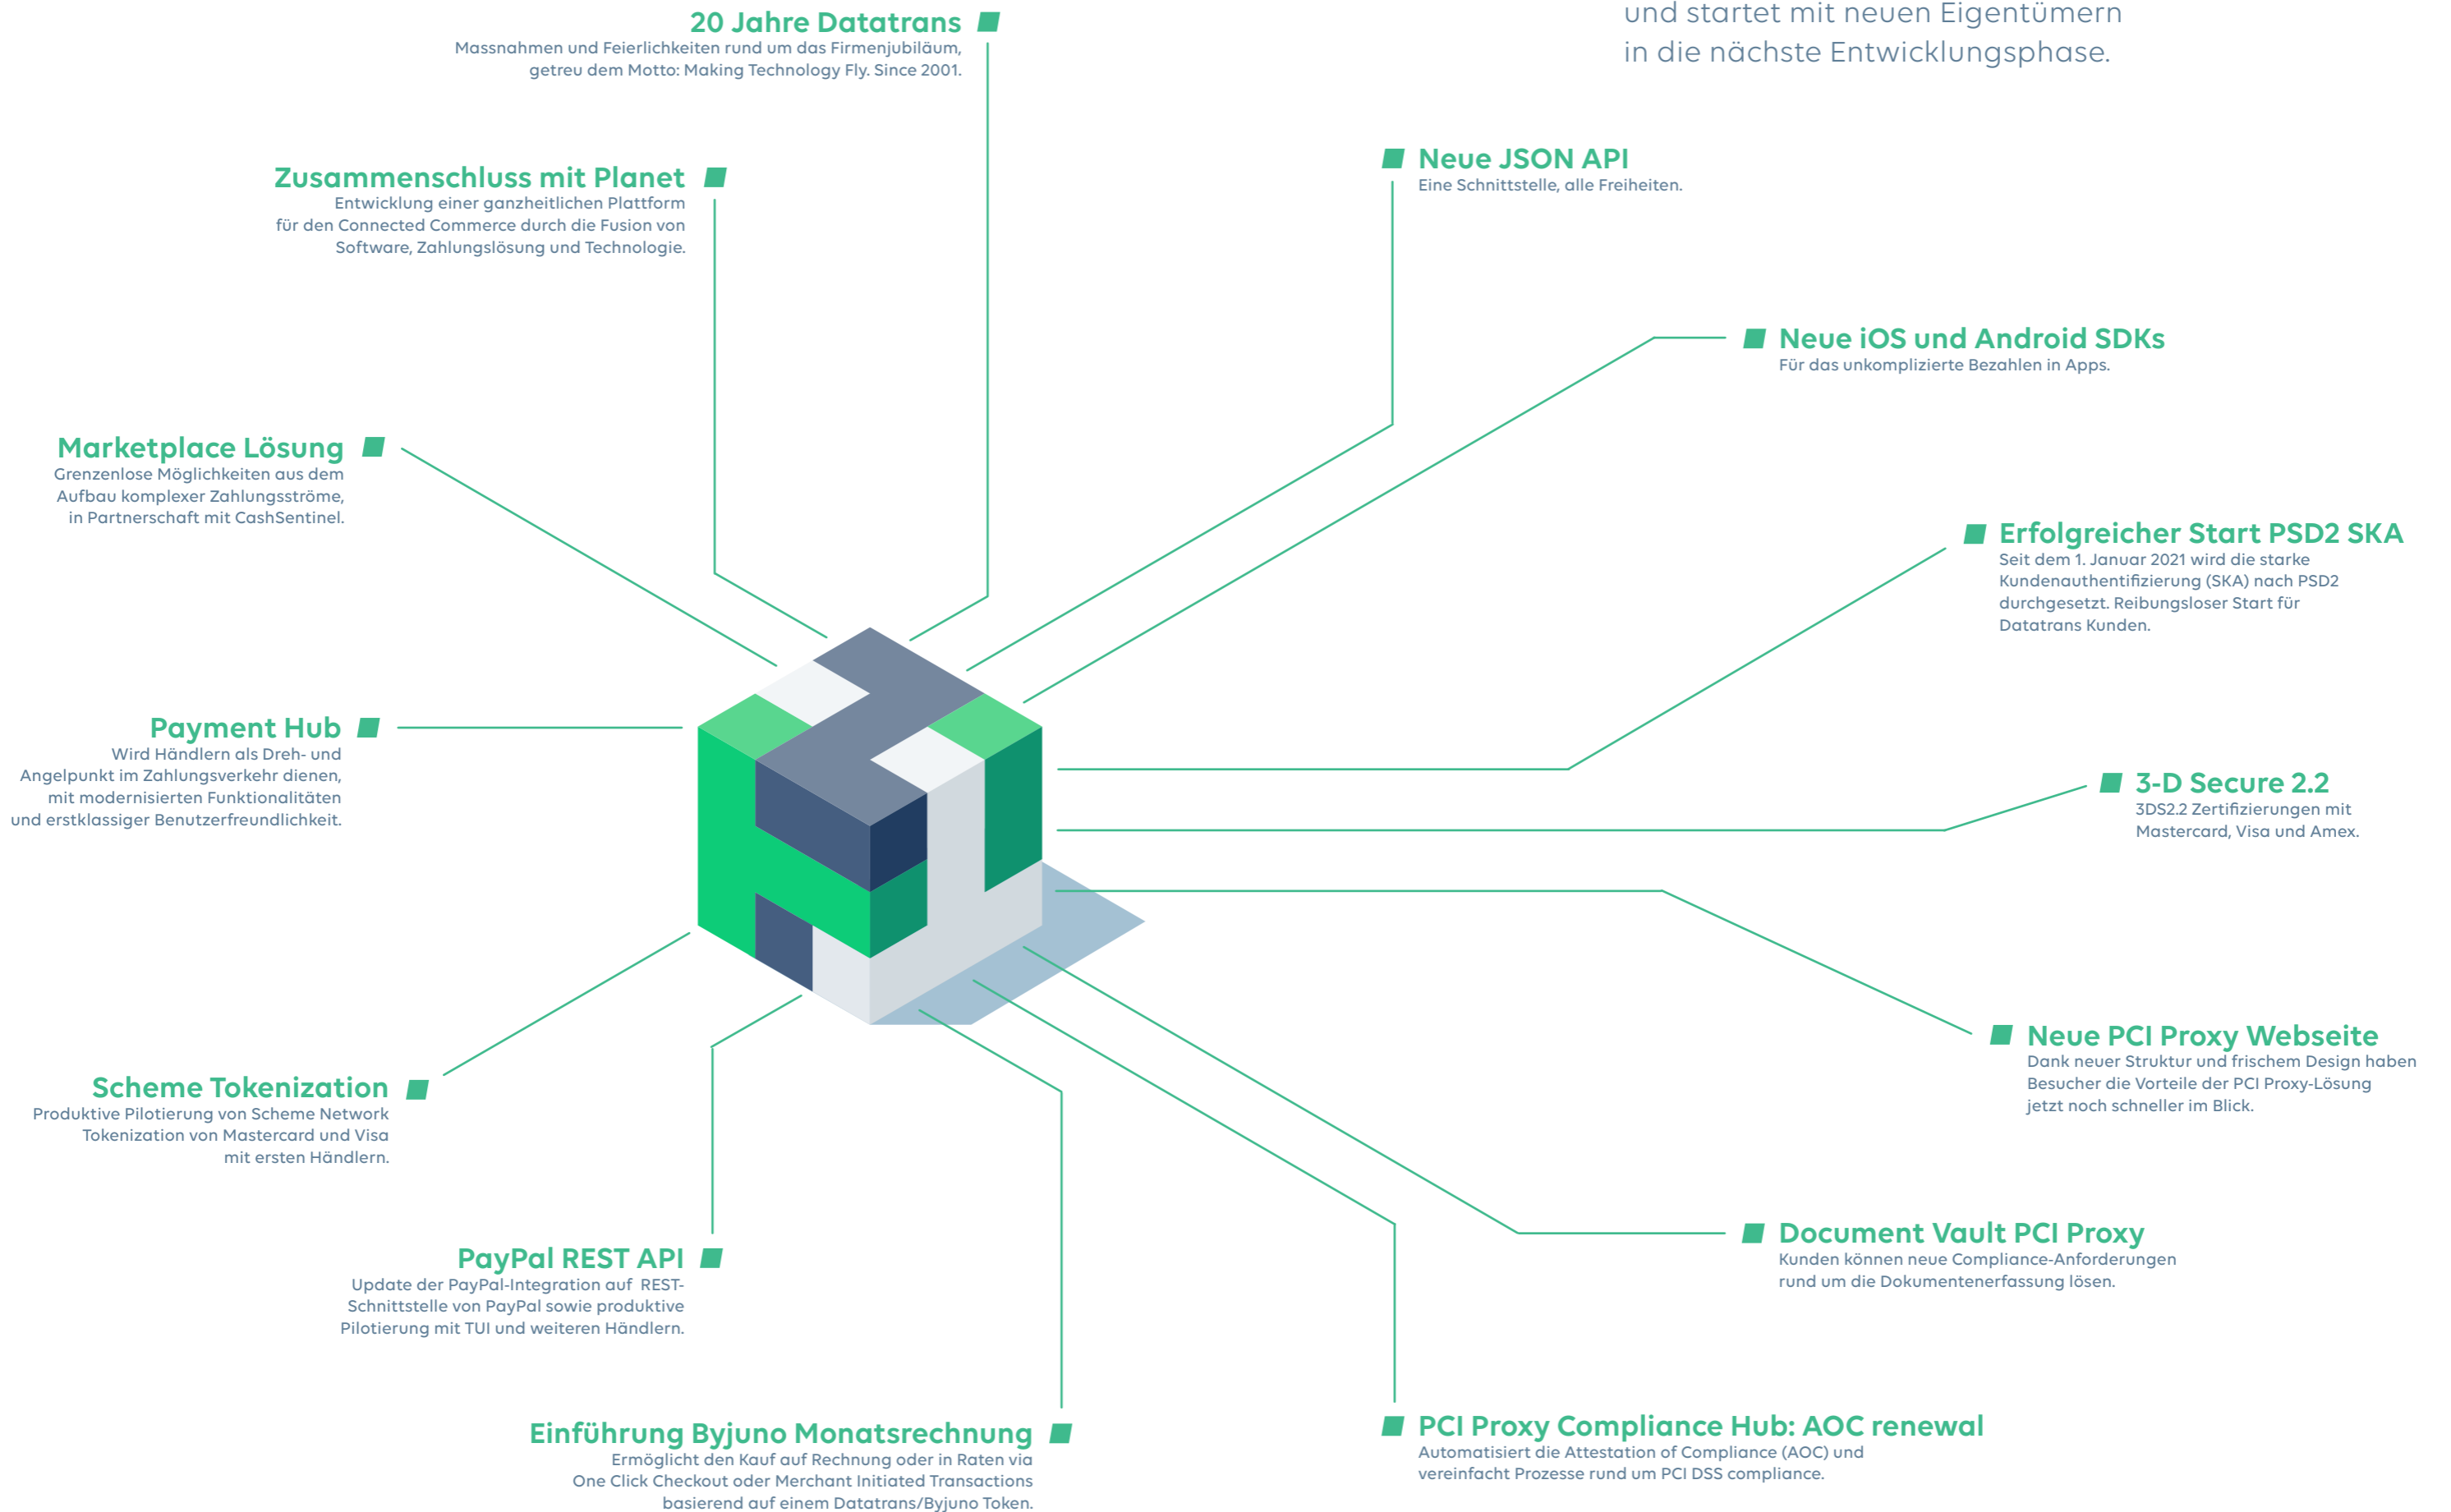 und startet mit neuen Eigentümern
in die nächste Entwicklungsphase.
20 Jahre Datatrans
Massnahmen und Feierlichkeiten rund um das Firmenjubiläum,
getreu dem Motto: Making Technology Fly. Since 2001.
Zusammenschluss mit Planet
Entwicklung einer ganzheitlichen Plattform
für den Connected Commerce durch die Fusion von
Software, Zahlungslösung und Technologie.
Marketplace Lösung
Grenzenlose Möglichkeiten aus dem
Aufbau komplexer Zahlungsströme,
in Partnerschaft mit CashSentinel.
Payment Hub
Wird Händlern als Dreh- und
Angelpunkt im Zahlungsverkehr dienen,
mit modernisierten Funktionalitäten
und erstklassiger Benutzerfreundlichkeit.
Scheme Tokenization
Produktive Pilotierung von Scheme Network
Tokenization von Mastercard und Visa
mit ersten Händlern.
PayPal REST API
Update der PayPal-Integration auf REST-
Schnittstelle von PayPal sowie produktive
Pilotierung mit TUI und weiteren Händlern.
Einführung Byjuno Monatsrechnung
Ermöglicht den Kauf auf Rechnung oder in Raten via
One Click Checkout oder Merchant Initiated Transactions
basierend auf einem Datatrans/Byjuno Token.
Neue JSON API
Eine Schnittstelle, alle Freiheiten.
Neue iOS und Android SDKs
Für das unkomplizierte Bezahlen in Apps.
Erfolgreicher Start PSD2 SKA
Seit dem 1. Januar 2021 wird die starke
Kundenauthentifizierung (SKA) nach PSD2
durchgesetzt. Reibungsloser Start für
Datatrans Kunden.
3-D Secure 2.2
3DS2.2 Zertifizierungen mit
Mastercard, Visa und Amex.
Neue PCI Proxy Webseite
Dank neuer Struktur und frischem Design haben
Besucher die Vorteile der PCI Proxy-Lösung
jetzt noch schneller im Blick.
Document Vault PCI Proxy
Kunden können neue Compliance-Anforderungen
rund um die Dokumentenerfassung lösen.
PCI Proxy Compliance Hub: AOC renewal
Automatisiert die Attestation of Compliance (AOC) und
vereinfacht Prozesse rund um PCI DSS compliance.